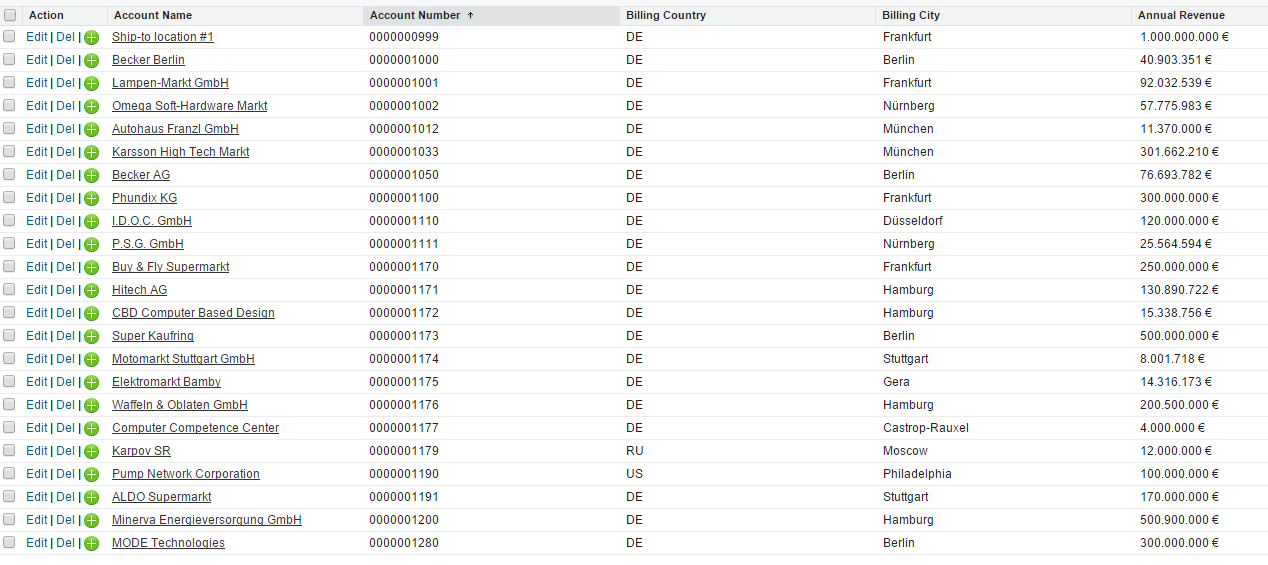 Action Account Name Account Number ↑ Billing Country Billing City Annual Revenue
Edit | Del | Ship-to location #1 0000000999 DE Frankfurt 1.000.000.000 €
Edit | Del | Becker Berlin 0000001000 DE Berlin 40.903.351 €
Edit | Del | Lampen-Markt GmbH 0000001001 DE Frankfurt 92.032.539 €
Edit | Del | Omega Soft-Hardware Markt 0000001002 DE Nürnberg 57.775.983 €
Edit | Del | Autohaus Franzl GmbH 0000001012 DE München 11.370.000 €
Edit | Del | Karsson High Tech Markt 0000001033 DE München 301.662.210 €
Edit | Del | Becker AG 0000001050 DE Berlin 76.693.782 €
Edit | Del | Phundix KG 0000001100 DE Frankfurt 300.000.000 €
Edit | Del | I.D.O.C. GmbH 0000001110 DE Düsseldorf 120.000.000 €
Edit | Del | P.S.G. GmbH 0000001111 DE Nürnberg 25.564.594 €
Edit | Del | Buy & Fly Supermarkt 0000001170 DE Frankfurt 250.000.000 €
Edit | Del | Hitech AG 0000001171 DE Hamburg 130.890.722 €
Edit | Del | CBD Computer Based Design 0000001172 DE Hamburg 15.338.756 €
Edit | Del | Super Kaufring 0000001173 DE Berlin 500.000.000 €
Edit | Del | Motomarkt Stuttgart GmbH 0000001174 DE Stuttgart 8.001.718 €
Edit | Del | Elektromarkt Bamby 0000001175 DE Gera 14.316.173 €
Edit | Del | Waffeln & Oblaten GmbH 0000001176 DE Hamburg 200.500.000 €
Edit | Del | Computer Competence Center 0000001177 DE Castrop-Rauxel 4.000.000 €
Edit | Del | Karpov SR 0000001179 RU Moscow 12.000.000 €
Edit | Del | Pump Network Corporation 0000001190 US Philadelphia 100.000.000 €
Edit | Del | ALDO Supermarkt 0000001191 DE Stuttgart 170.000.000 €
Edit | Del | Minerva Energieversorgung GmbH 0000001200 DE Hamburg 500.900.000 €
Edit | Del | MODE Technologies 0000001280 DE Berlin 300.000.000 €